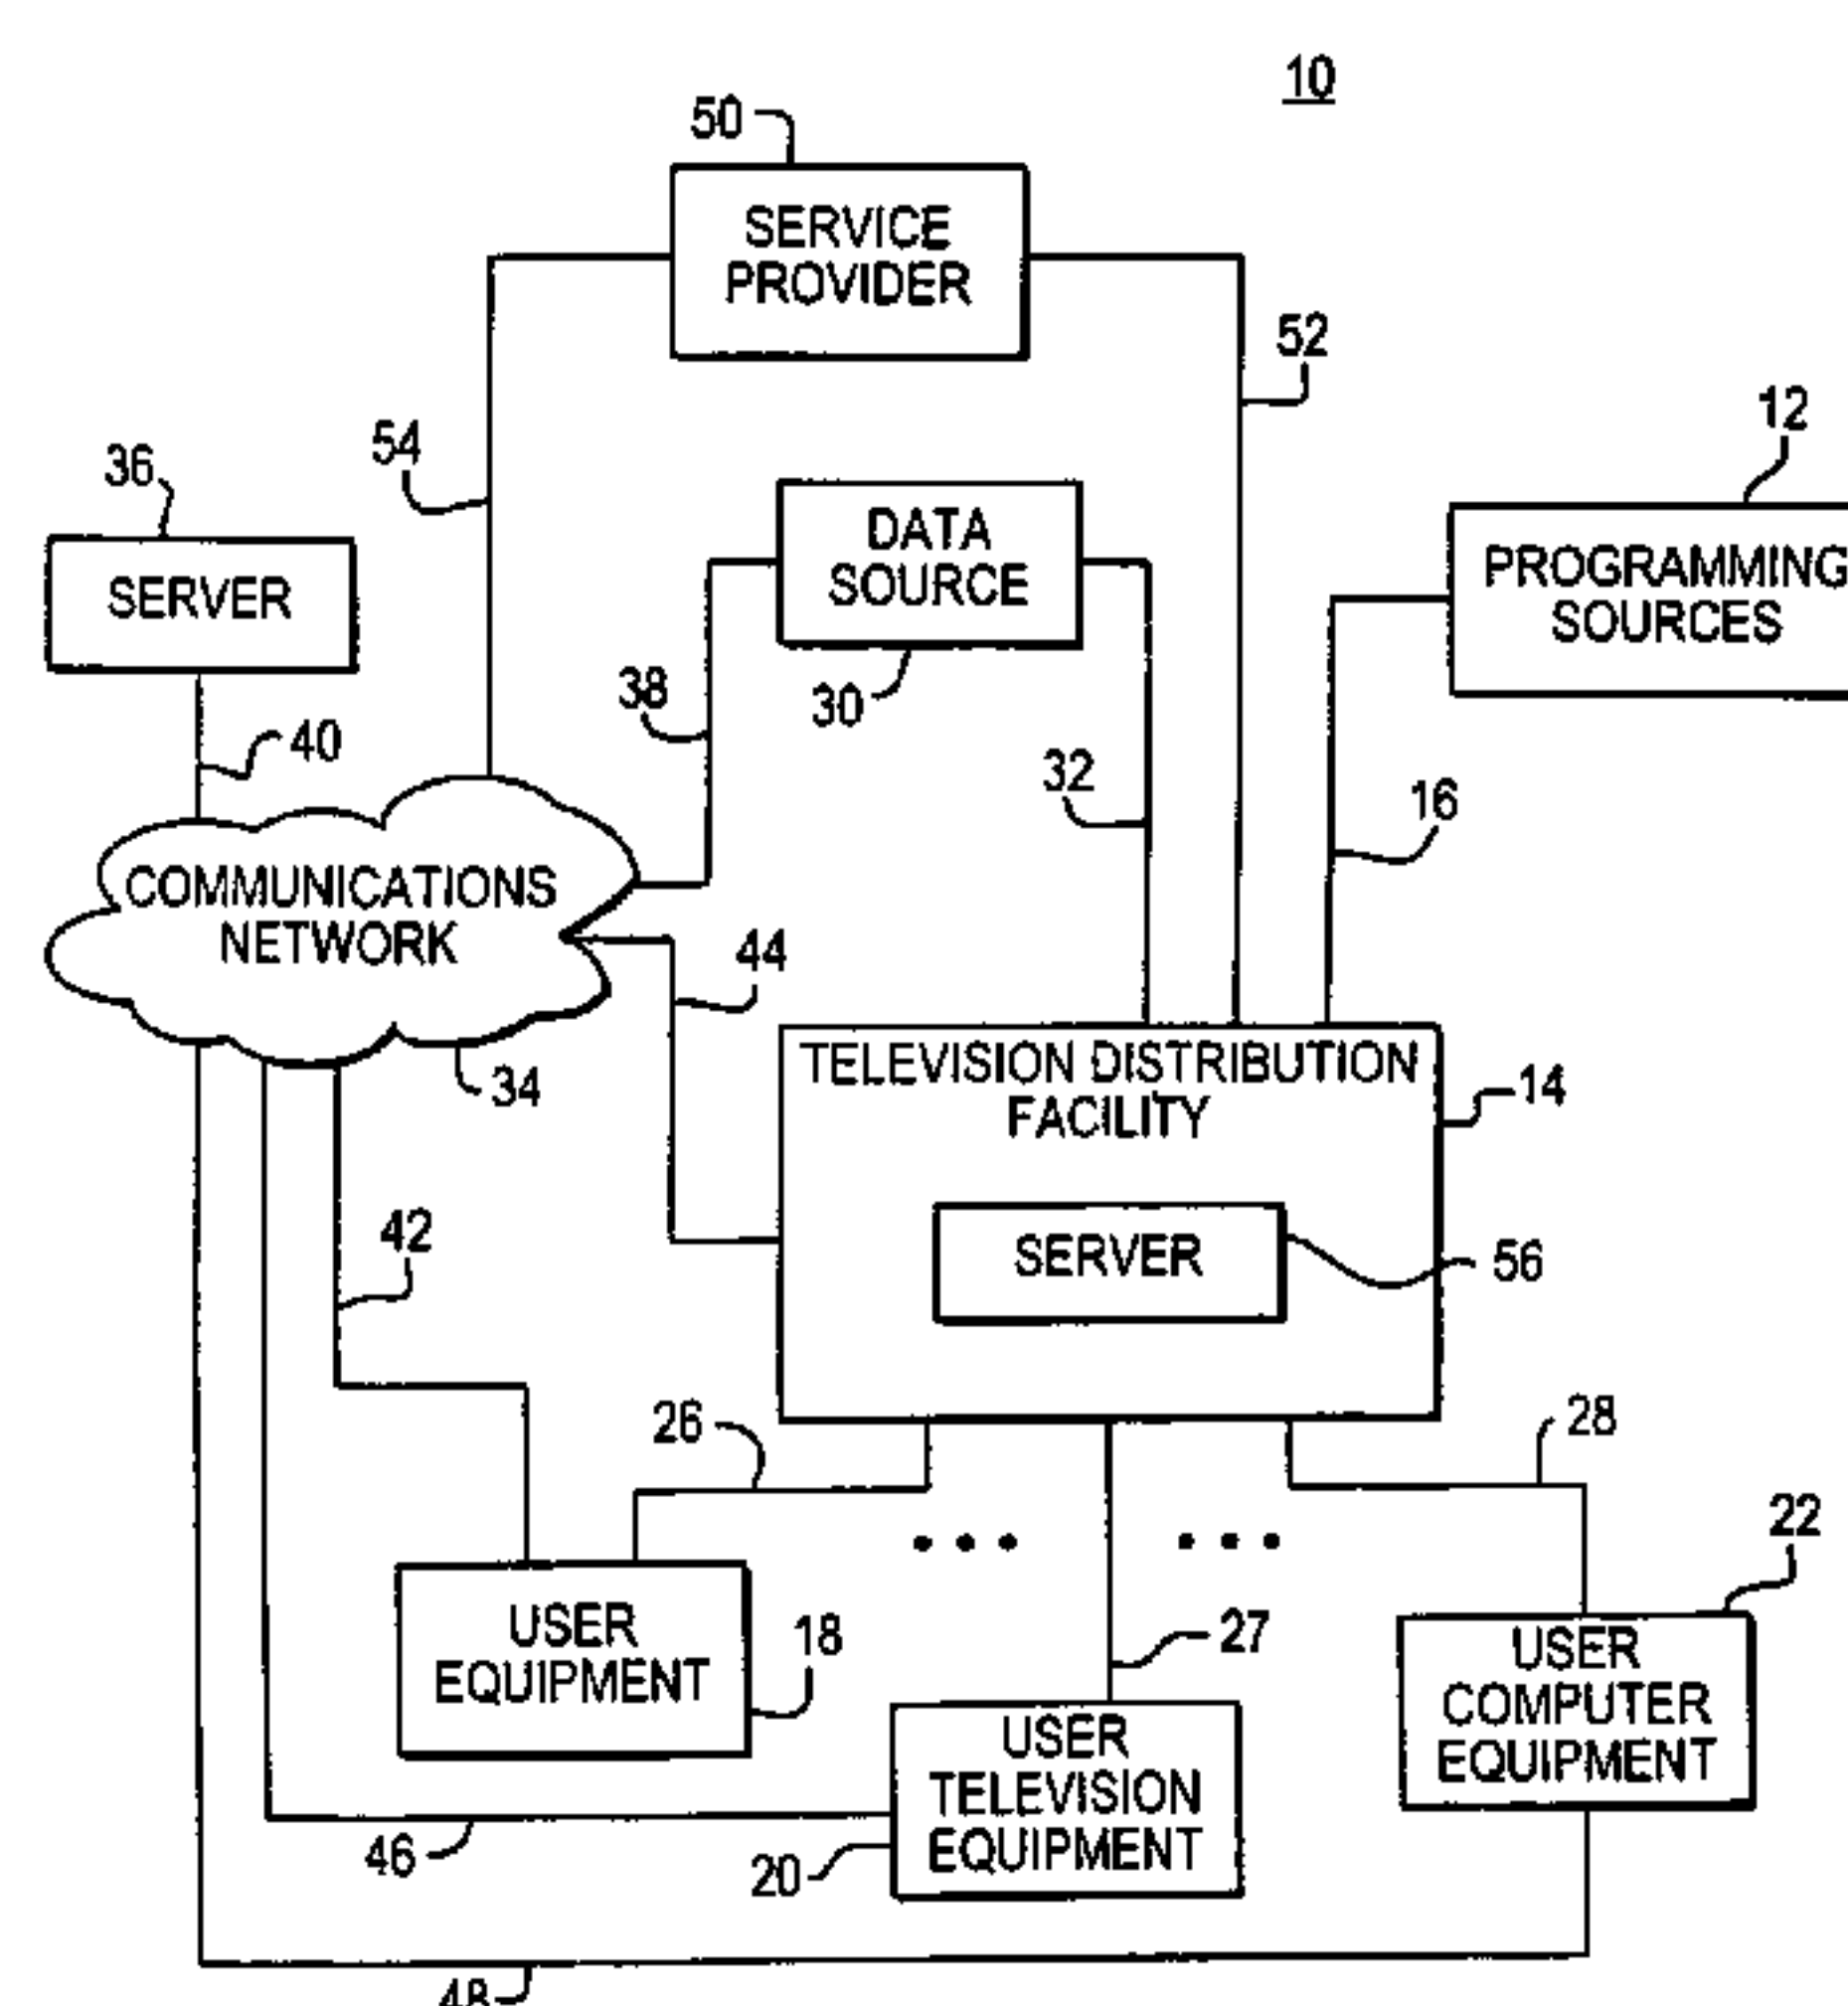 10
50
SERVICE
PROVIDER
52
12
54
36
DATA
SOURCE
PROGRAMMING
SOURCES
SERVER
38
30
40
32
16
COMMUNICATIONS
NETWORK
44
34
TELEVISION DISTRIBUTION
FACILITY
14
42
SERVER
56
26
28
22
USER
EQUIPMENT
18
27
USER
COMPUTER
EQUIPMENT
USER
TELEVISION
EQUIPMENT
46
20
48